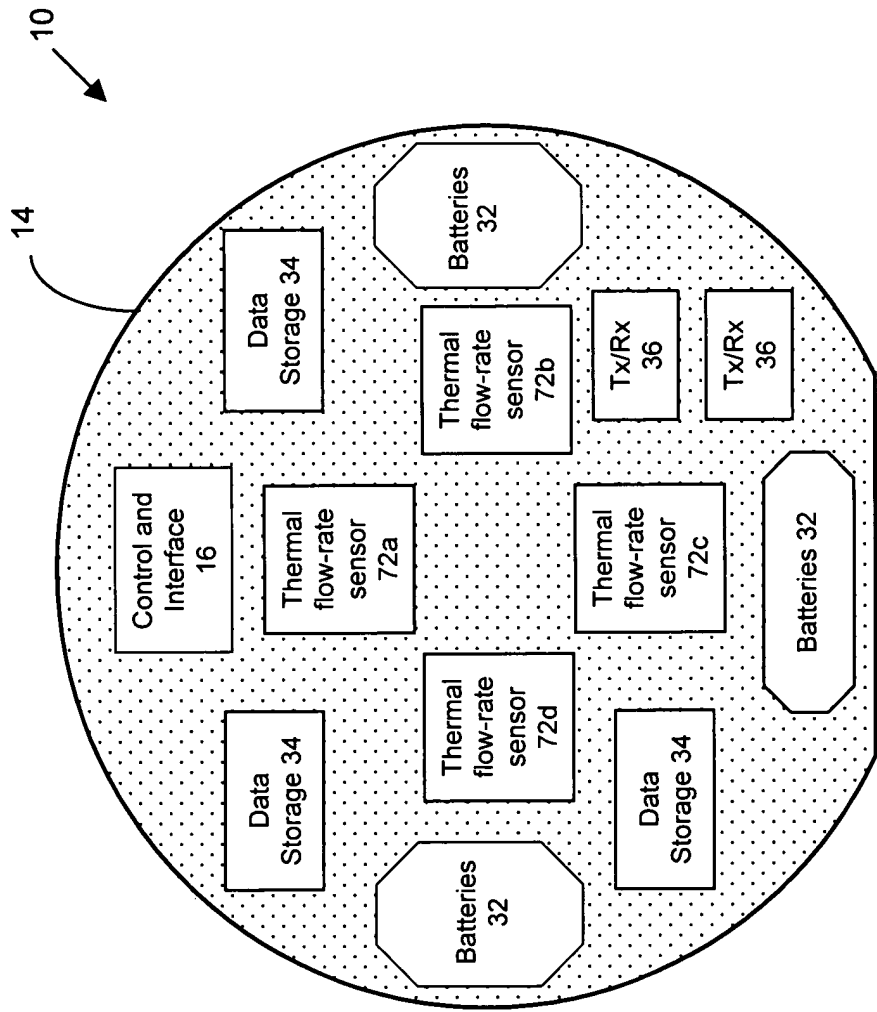 10
14
Control and
Interface
16
Data
Storage 34
Data
Storage 34
Thermal
flow-rate
sensor
72a
Batteries
32
Thermal
flow-rate
sensor
72d
Thermal
flow-rate
sensor
72b
Batteries
32
Thermal
flow-rate
sensor
72c
Tx/Rx
36
Tx/Rx
36
Data
Storage 34
Batteries 32